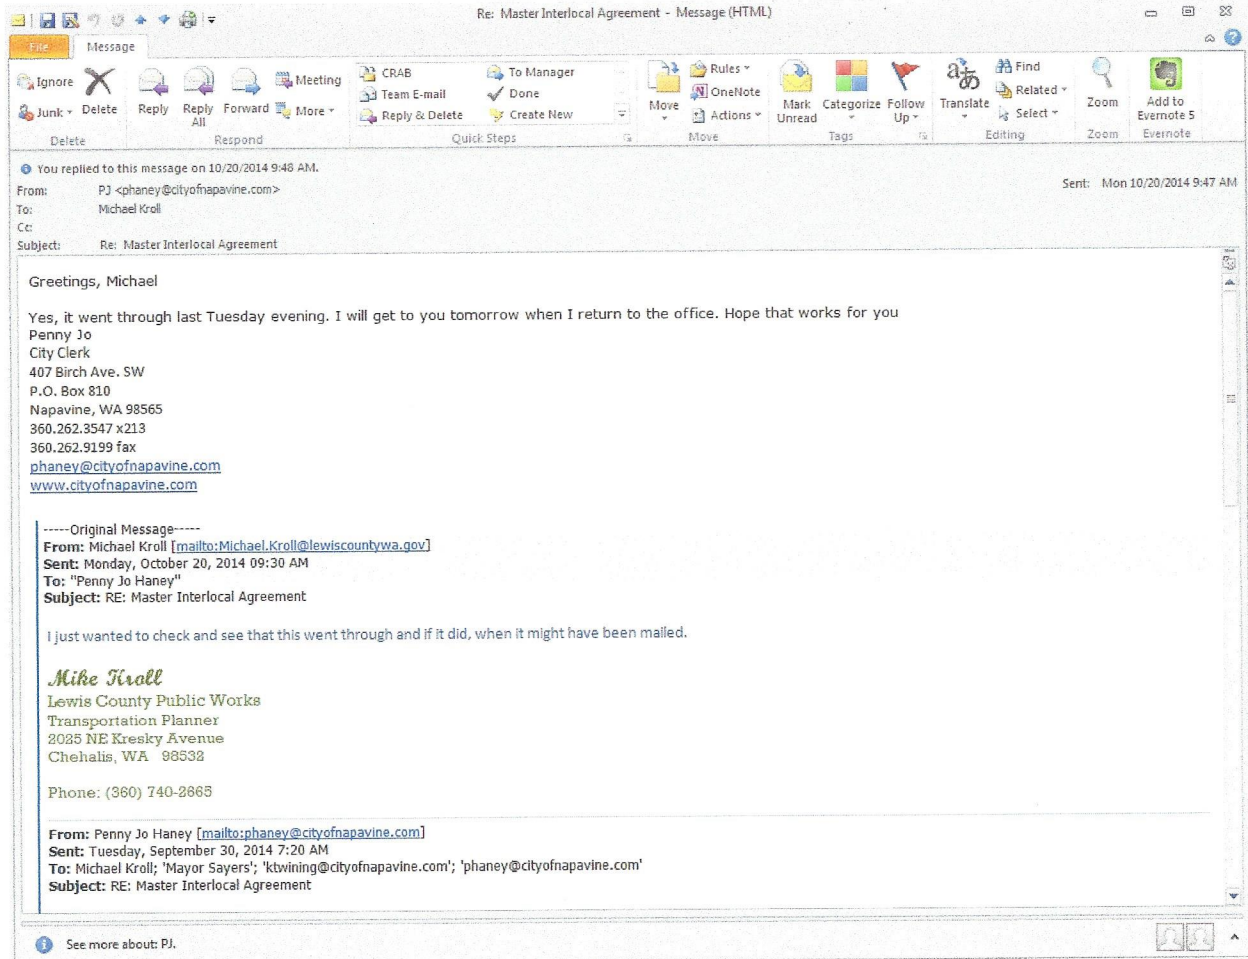 Re: Master Interlocal Agreement - Message (HTML)
File Message
Ignore
Junk
Delete
Delete
Reply
Reply All
Forward
Meeting
More
Respond
CRAB
Team E-mail
Reply & Delete
To Manager
Done
Create New
Quick Steps
Move
Rules
OneNote
Actions
Move
Mark Unread
Categorize
Follow Up
Tags
Translate
Find
Related
Select
Editing
Zoom
Zoom
Add to Evernote 5
Evernote
You replied to this message on 10/20/2014 9:48 AM.
From: PJ <phaney@cityofnapavine.com>
Sent: Mon 10/20/2014 9:47 AM
To: Michael Kroll
Cc:
Subject: Re: Master Interlocal Agreement
Greetings, Michael
Yes, it went through last Tuesday evening. I will get to you tomorrow when I return to the office. Hope that works for you
Penny Jo
City Clerk
407 Birch Ave. SW
P.O. Box 810
Napavine, WA 98565
360.262.3547 x213
360.262.9199 fax
phaney@cityofnapavine.com
www.cityofnapavine.com
-----Original Message-----
From: Michael Kroll [mailto:Michael.Kroll@lewiscountywa.gov]
Sent: Monday, October 20, 2014 09:30 AM
To: "Penny Jo Haney"
Subject: RE: Master Interlocal Agreement
I just wanted to check and see that this went through and if it did, when it might have been mailed.
Mike Kroll
Lewis County Public Works
Transportation Planner
2025 NE Kresky Avenue
Chehalis, WA 98532
Phone: (360) 740-2665
From: Penny Jo Haney [mailto:phaney@cityofnapavine.com]
Sent: Tuesday, September 30, 2014 7:20 AM
To: Michael Kroll; 'Mayor Sayers'; 'ktwining@cityofnapavine.com'; 'phaney@cityofnapavine.com'
Subject: RE: Master Interlocal Agreement
See more about: PJ.